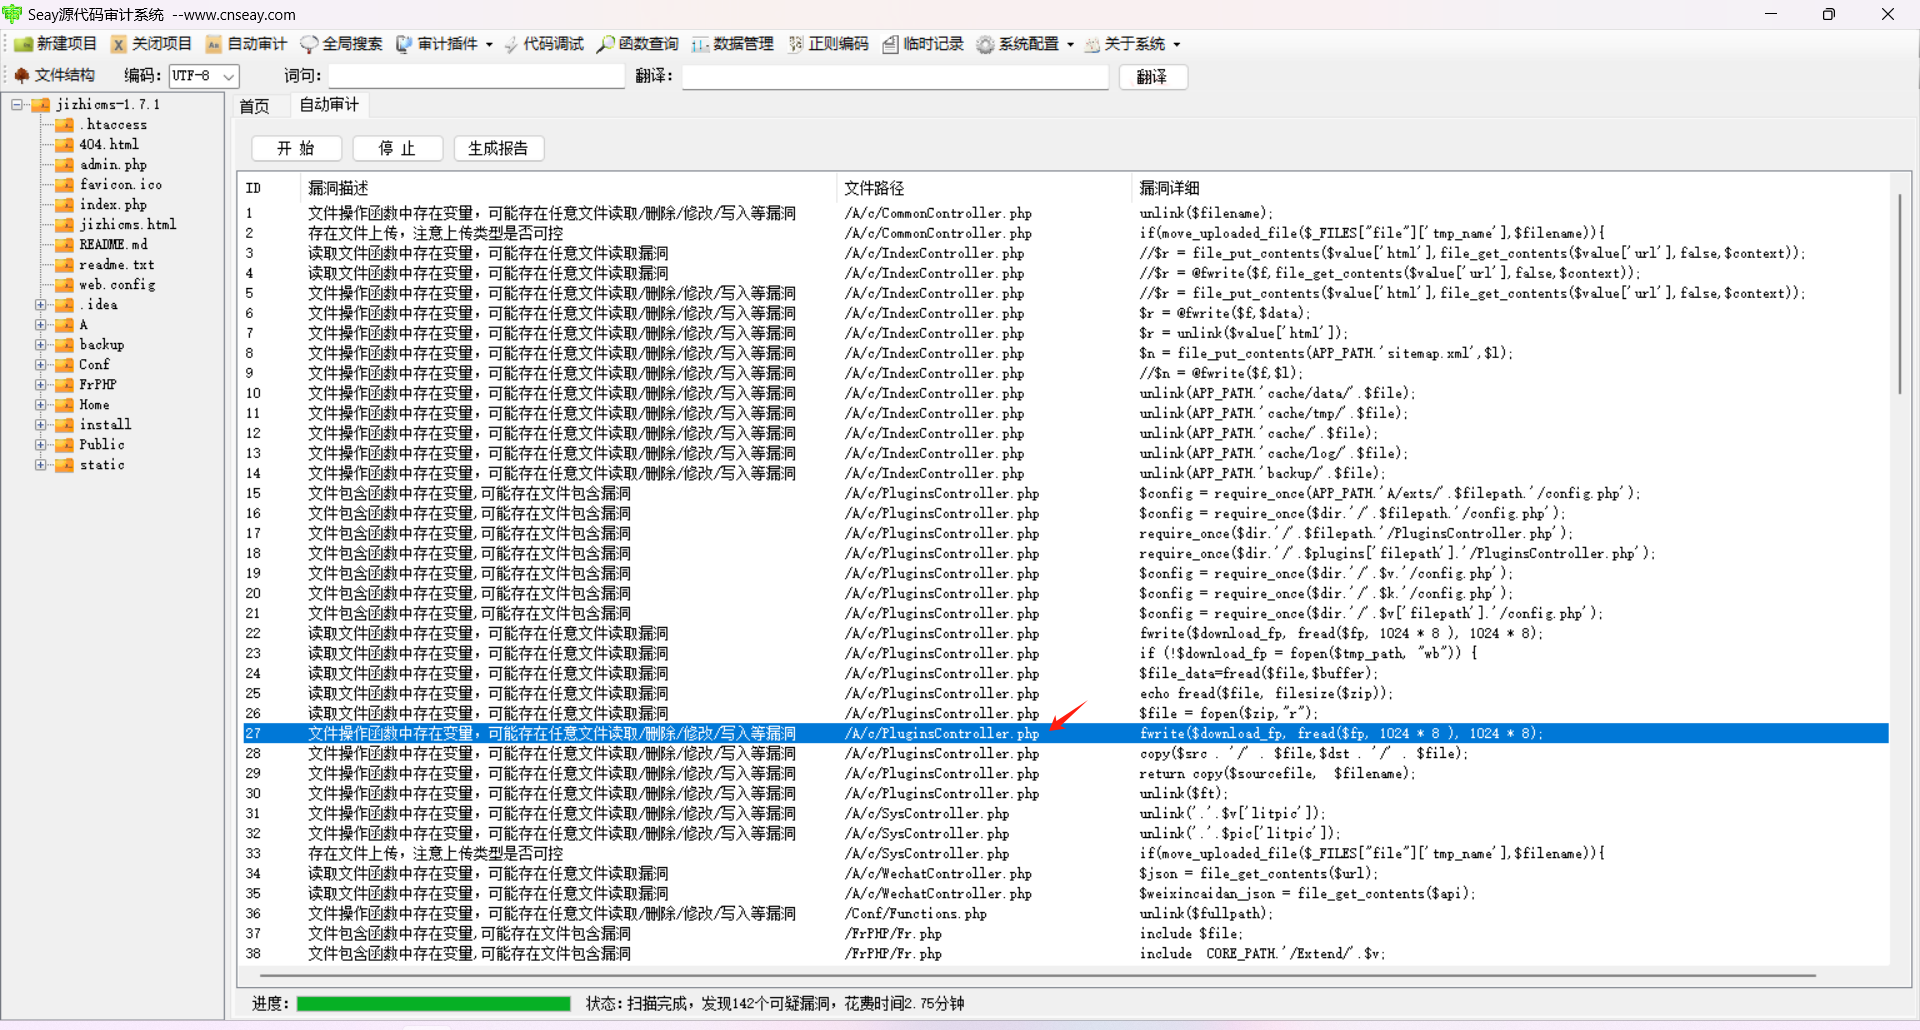 Seay源代码审计系统 --www.cnseay.com
新建项目 关闭项目 自动审计 全局搜索 审计插件 代码调试 函数查询 数据管理 正则编码 临时记录 系统配置 关于系统
文件结构 编码: UTF-8 词句: 翻译: 翻译
jizhicms-1.7.1
.htaccess
404.html
admin.php
favicon.ico
index.php
jizhicms.html
README.md
readme.txt
web.config
.idea
A
backup
Conf
FrPHP
Home
install
Public
static
首页 自动审计
开 始 停 止 生成报告
ID 漏洞描述 文件路径 漏洞详细
1 文件操作函数中存在变量，可能存在任意文件读取/删除/修改/写入等漏洞 /A/c/CommonController.php unlink($filename);
2 存在文件上传，注意上传类型是否可控 /A/c/CommonController.php if(move_uploaded_file($_FILES["file"]['tmp_name'],$filename)){
3 读取文件函数中存在变量，可能存在任意文件读取漏洞 /A/c/IndexController.php //$r = file_put_contents($value['html'],file_get_contents($value['url'],false,$context));
4 读取文件函数中存在变量，可能存在任意文件读取漏洞 /A/c/IndexController.php //$r = @fwrite($f,file_get_contents($value['url'],false,$context));
5 文件操作函数中存在变量，可能存在任意文件读取/删除/修改/写入等漏洞 /A/c/IndexController.php //$r = file_put_contents($value['html'],file_get_contents($value['url'],false,$context));
6 文件操作函数中存在变量，可能存在任意文件读取/删除/修改/写入等漏洞 /A/c/IndexController.php $r = @fwrite($f,$data);
7 文件操作函数中存在变量，可能存在任意文件读取/删除/修改/写入等漏洞 /A/c/IndexController.php $r = unlink($value['html']);
8 文件操作函数中存在变量，可能存在任意文件读取/删除/修改/写入等漏洞 /A/c/IndexController.php $n = file_put_contents(APP_PATH.'sitemap.xml',$l);
9 文件操作函数中存在变量，可能存在任意文件读取/删除/修改/写入等漏洞 /A/c/IndexController.php //$n = @fwrite($f,$l);
10 文件操作函数中存在变量，可能存在任意文件读取/删除/修改/写入等漏洞 /A/c/IndexController.php unlink(APP_PATH.'cache/data/'.$file);
11 文件操作函数中存在变量，可能存在任意文件读取/删除/修改/写入等漏洞 /A/c/IndexController.php unlink(APP_PATH.'cache/tmp/'.$file);
12 文件操作函数中存在变量，可能存在任意文件读取/删除/修改/写入等漏洞 /A/c/IndexController.php unlink(APP_PATH.'cache/'.$file);
13 文件操作函数中存在变量，可能存在任意文件读取/删除/修改/写入等漏洞 /A/c/IndexController.php unlink(APP_PATH.'cache/log/'.$file);
14 文件操作函数中存在变量，可能存在任意文件读取/删除/修改/写入等漏洞 /A/c/IndexController.php unlink(APP_PATH.'backup/'.$file);
15 文件包含函数中存在变量,可能存在文件包含漏洞 /A/c/PluginsController.php $config = require_once(APP_PATH.'A/exts/'.$filepath.'/config.php');
16 文件包含函数中存在变量,可能存在文件包含漏洞 /A/c/PluginsController.php $config = require_once($dir.'/'.$filepath.'/config.php');
17 文件包含函数中存在变量,可能存在文件包含漏洞 /A/c/PluginsController.php require_once($dir.'/'.$filepath.'/PluginsController.php');
18 文件包含函数中存在变量,可能存在文件包含漏洞 /A/c/PluginsController.php require_once($dir.'/'.$plugins['filepath'].'/PluginsController.php');
19 文件包含函数中存在变量,可能存在文件包含漏洞 /A/c/PluginsController.php $config = require_once($dir.'/'.$v.'/config.php');
20 文件包含函数中存在变量,可能存在文件包含漏洞 /A/c/PluginsController.php $config = require_once($dir.'/'.$k.'/config.php');
21 文件包含函数中存在变量,可能存在文件包含漏洞 /A/c/PluginsController.php $config = require_once($dir.'/'.$v['filepath'].'/config.php');
22 读取文件函数中存在变量，可能存在任意文件读取漏洞 /A/c/PluginsController.php fwrite($download_fp, fread($fp, 1024 * 8 ), 1024 * 8);
23 读取文件函数中存在变量，可能存在任意文件读取漏洞 /A/c/PluginsController.php if (!$download_fp = fopen($tmp_path, "wb")) {
24 读取文件函数中存在变量，可能存在任意文件读取漏洞 /A/c/PluginsController.php $file_data=fread($file,$buffer);
25 读取文件函数中存在变量，可能存在任意文件读取漏洞 /A/c/PluginsController.php echo fread($file, filesize($zip));
26 读取文件函数中存在变量，可能存在任意文件读取漏洞 /A/c/PluginsController.php $file = fopen($zip,"r");
27 文件操作函数中存在变量，可能存在任意文件读取/删除/修改/写入等漏洞 /A/c/PluginsController.php fwrite($download_fp, fread($fp, 1024 * 8 ), 1024 * 8);
28 文件操作函数中存在变量，可能存在任意文件读取/删除/修改/写入等漏洞 /A/c/PluginsController.php copy($src . '/' . $file,$dst . '/' . $file);
29 文件操作函数中存在变量，可能存在任意文件读取/删除/修改/写入等漏洞 /A/c/PluginsController.php return copy($sourcefile, $filename);
30 文件操作函数中存在变量，可能存在任意文件读取/删除/修改/写入等漏洞 /A/c/PluginsController.php unlink($ft);
31 文件操作函数中存在变量，可能存在任意文件读取/删除/修改/写入等漏洞 /A/c/SysController.php unlink('.'.$v['litpic']);
32 文件操作函数中存在变量，可能存在任意文件读取/删除/修改/写入等漏洞 /A/c/SysController.php unlink('.'.$pic['litpic']);
33 存在文件上传，注意上传类型是否可控 /A/c/SysController.php if(move_uploaded_file($_FILES["file"]['tmp_name'],$filename)){
34 读取文件函数中存在变量，可能存在任意文件读取漏洞 /A/c/WechatController.php $json = file_get_contents($url);
35 读取文件函数中存在变量，可能存在任意文件读取漏洞 /A/c/WechatController.php $weixincaidan_json = file_get_contents($api);
36 文件操作函数中存在变量，可能存在任意文件读取/删除/修改/写入等漏洞 /Conf/Functions.php unlink($fullpath);
37 文件包含函数中存在变量,可能存在文件包含漏洞 /FrPHP/Fr.php include $file;
38 文件包含函数中存在变量,可能存在文件包含漏洞 /FrPHP/Fr.php include CORE_PATH.'/Extend/'.$v;
进度: 状态:扫描完成，发现142个可疑漏洞，花费时间2.75分钟